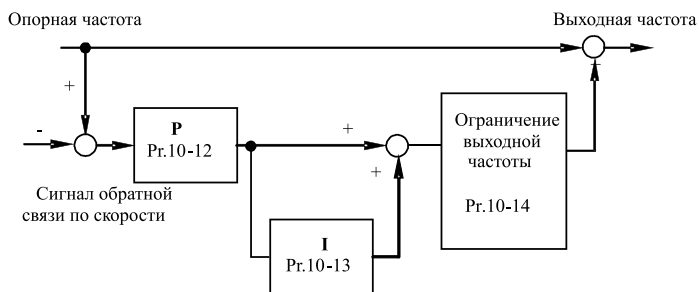 Опорная частота
Выходная частота
+
+
-
P
Pr.10-12
+
+
Ограничение
выходной
частоты
Pr.10-14
Сигнал обратной
связи по скорости
I
Pr.10-13